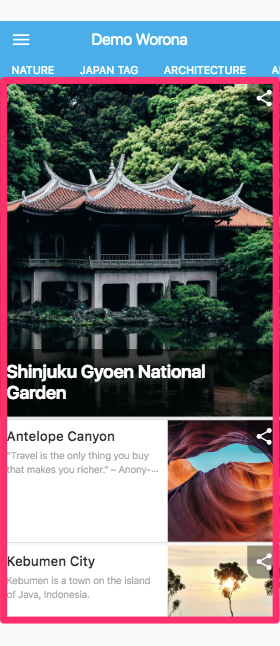 Demo Worona
NATURE JAPAN TAG ARCHITECTURE
Shinjuku Gyoen National
Garden
Antelope Canyon
"Travel is the only thing you buy
that makes you richer." – Anony-...
Kebumen City
Kebumen is a town on the island
of Java, Indonesia.